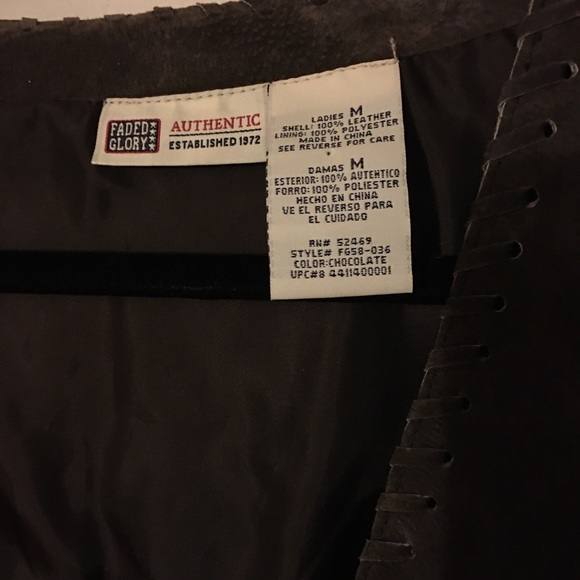 FADED
GLORY
AUTHENTIC
ESTABLISHED 1972
LADIES M
SHELL: 100% LEATHER
LINING: 100% POLYESTER
MADE IN CHINA
SEE REVERSE FOR CARE
DAMAS M
ESTERIOR: 100% AUTENTICO
FORRO: 100% POLIESTER
HECHO EN CHINA
VE EL REVERSO PARA
EL CUIDADO
RN# 52469
STYLE# FG58-036
COLOR:CHOCOLATE
UPC#8 4411400001